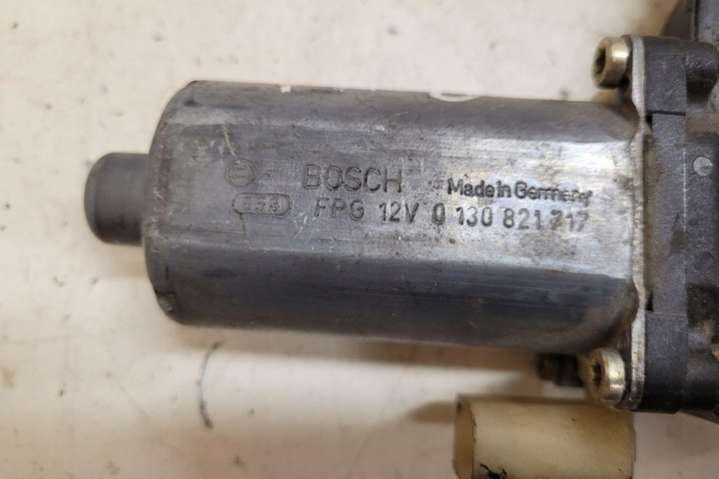 BOSCH Made in Germany
FPG 12V 0 130 821 717